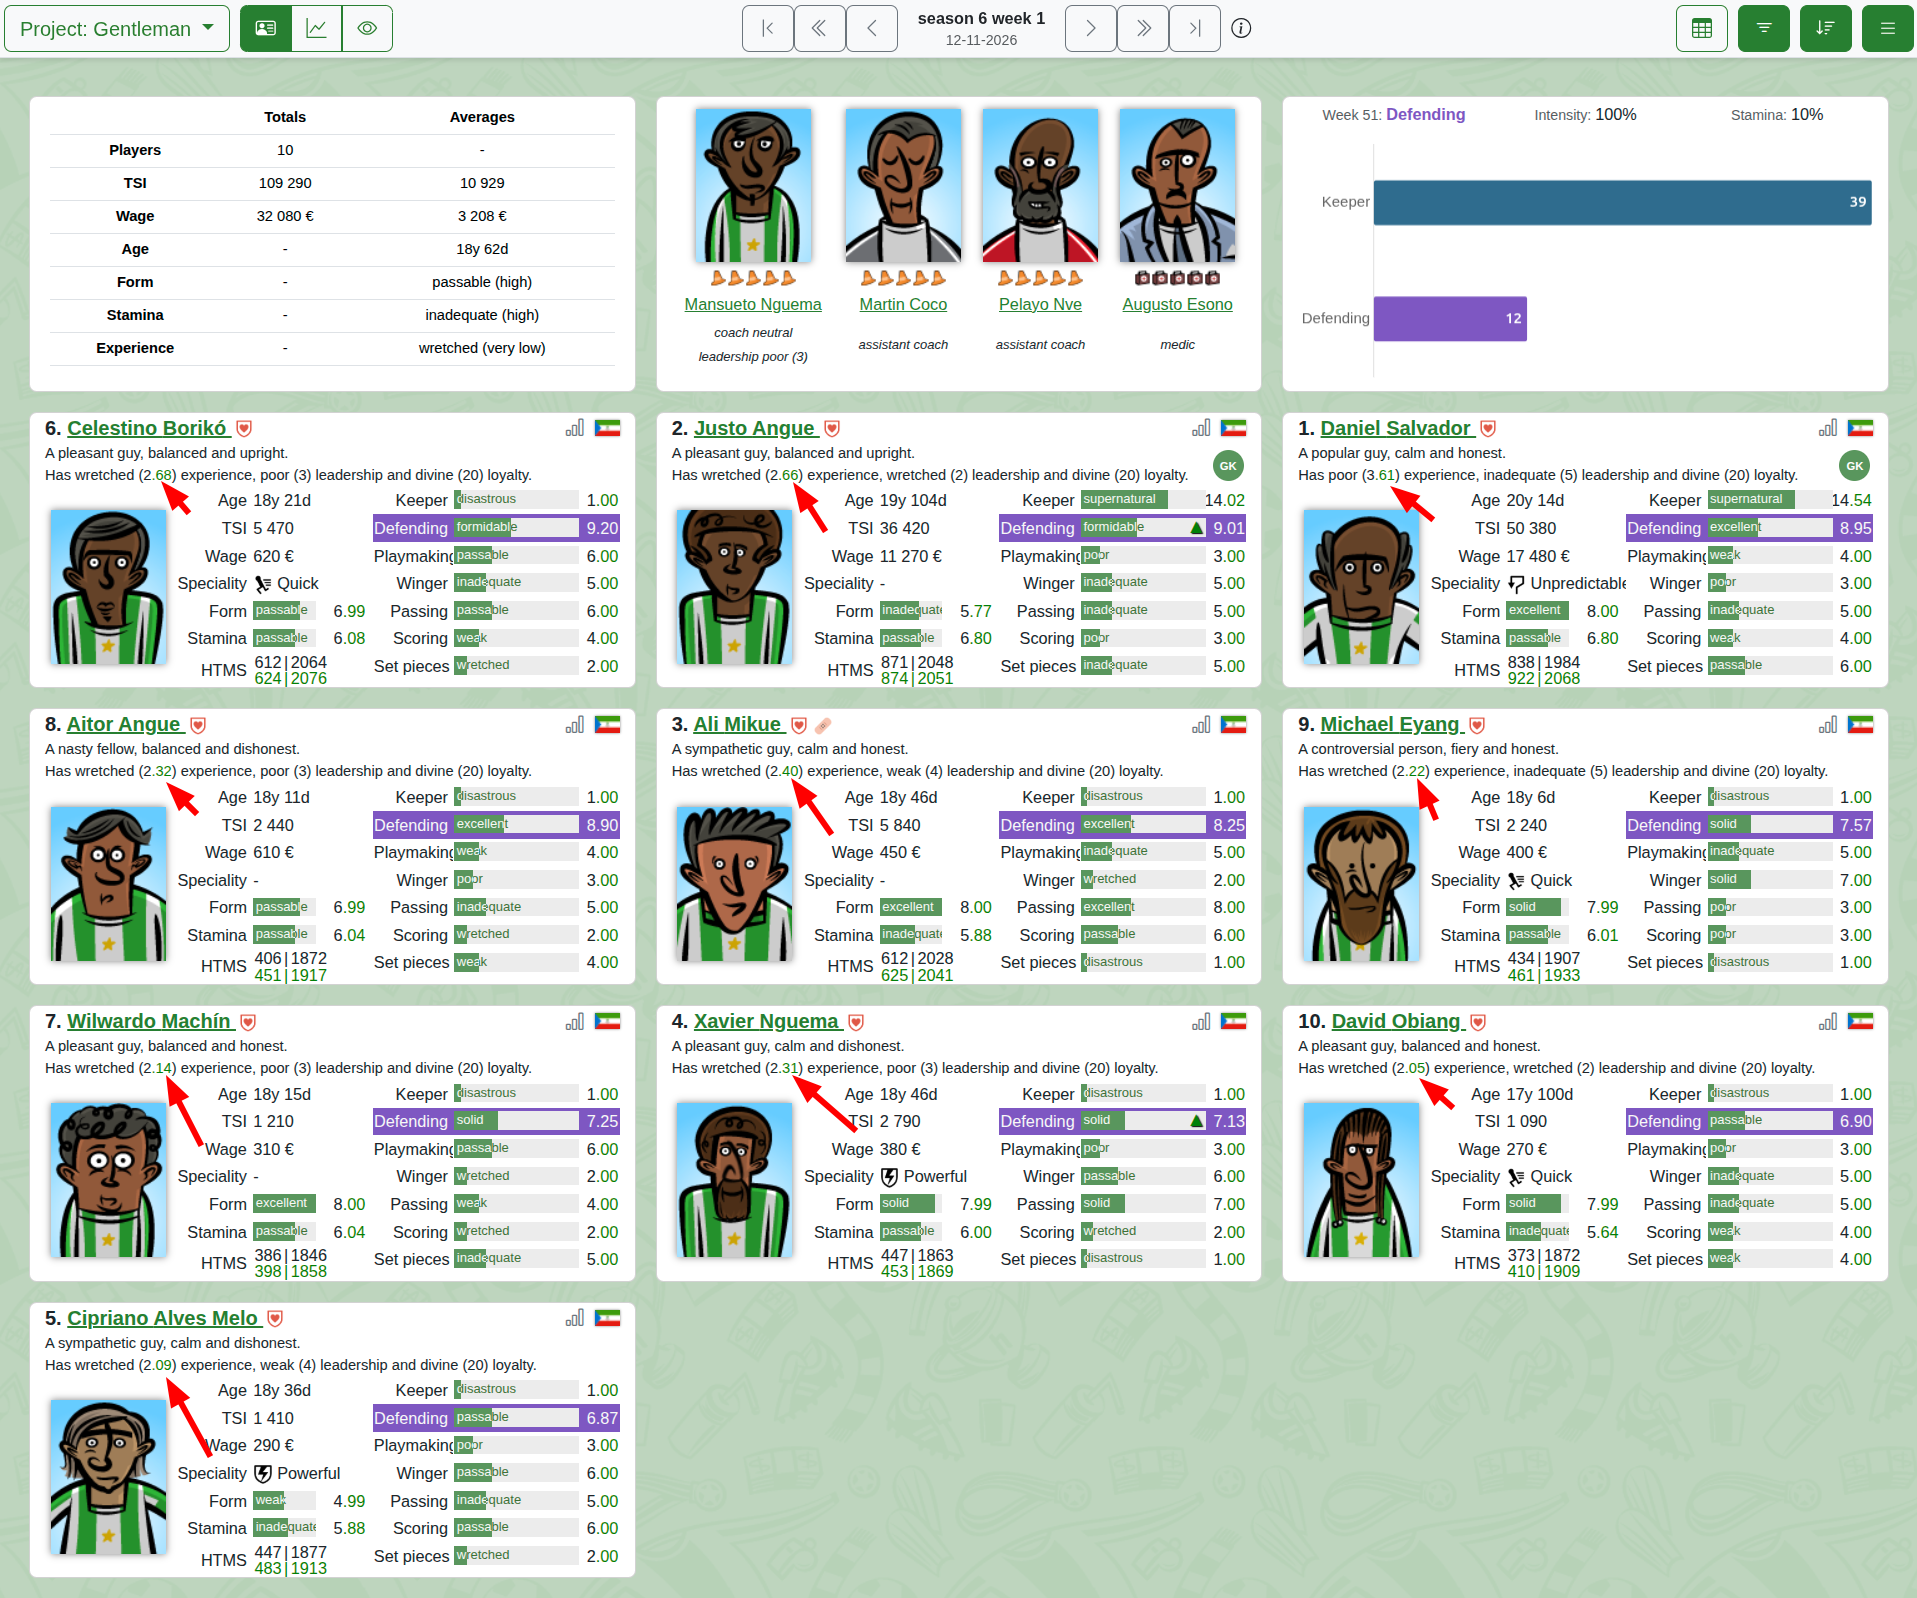 Project: Gentleman
season 6 week 1
12-11-2026
Totals Averages
Players 10 -
TSI 109 290 10 929
Wage 32 080 € 3 208 €
Age - 18y 62d
Form - passable (high)
Stamina - inadequate (high)
Experience - wretched (very low)
Mansueto Nguema
coach neutral
leadership poor (3)
Martin Coco
assistant coach
Pelayo Nve
assistant coach
Augusto Esono
medic
Week 51: Defending Intensity: 100% Stamina: 10%
Keeper 39
Defending 12
6. Celestino Borikó
A pleasant guy, balanced and upright.
Has wretched (2.68) experience, poor (3) leadership and divine (20) loyalty.
Age 18y 21d Keeper disastrous 1.00
TSI 5 470 Defending formidable 9.20
Wage 620 € Playmaking passable 6.00
Speciality Quick Winger inadequate 5.00
Form passable 6.99 Passing passable 6.00
Stamina passable 6.08 Scoring weak 4.00
HTMS 612|2064 Set pieces wretched 2.00
624|2076
2. Justo Angue
A pleasant guy, balanced and upright.
Has wretched (2.66) experience, wretched (2) leadership and divine (20) loyalty.
GK
Age 19y 104d Keeper supernatural 14.02
TSI 36 420 Defending formidable 9.01
Wage 11 270 € Playmaking poor 3.00
Speciality - Winger inadequate 5.00
Form inadequate 5.77 Passing inadequate 5.00
Stamina passable 6.80 Scoring poor 3.00
HTMS 871|2048 Set pieces inadequate 5.00
874|2051
1. Daniel Salvador
A popular guy, calm and honest.
Has poor (3.61) experience, inadequate (5) leadership and divine (20) loyalty.
GK
Age 20y 14d Keeper supernatural 14.54
TSI 50 380 Defending excellent 8.95
Wage 17 480 € Playmaking weak 4.00
Speciality Unpredictable Winger poor 3.00
Form excellent 8.00 Passing inadequate 5.00
Stamina passable 6.80 Scoring weak 4.00
HTMS 838|1984 Set pieces passable 6.00
922|2068
8. Aitor Angue
A nasty fellow, balanced and dishonest.
Has wretched (2.32) experience, poor (3) leadership and divine (20) loyalty.
Age 18y 11d Keeper disastrous 1.00
TSI 2 440 Defending excellent 8.90
Wage 610 € Playmaking weak 4.00
Speciality - Winger poor 3.00
Form passable 6.99 Passing inadequate 5.00
Stamina passable 6.04 Scoring wretched 2.00
HTMS 406|1872 Set pieces weak 4.00
451|1917
3. Ali Mikue
A sympathetic guy, calm and honest.
Has wretched (2.40) experience, weak (4) leadership and divine (20) loyalty.
Age 18y 46d Keeper disastrous 1.00
TSI 5 840 Defending excellent 8.25
Wage 450 € Playmaking inadequate 5.00
Speciality - Winger wretched 2.00
Form excellent 8.00 Passing excellent 8.00
Stamina inadequate 5.88 Scoring passable 6.00
HTMS 612|2028 Set pieces disastrous 1.00
625|2041
9. Michael Eyang
A controversial person, fiery and honest.
Has wretched (2.22) experience, inadequate (5) leadership and divine (20) loyalty.
Age 18y 6d Keeper disastrous 1.00
TSI 2 240 Defending solid 7.57
Wage 400 € Playmaking inadequate 5.00
Speciality Quick Winger solid 7.00
Form solid 7.99 Passing poor 3.00
Stamina passable 6.01 Scoring poor 3.00
HTMS 434|1907 Set pieces disastrous 1.00
461|1933
7. Wilwardo Machín
A pleasant guy, balanced and honest.
Has wretched (2.14) experience, poor (3) leadership and divine (20) loyalty.
Age 18y 15d Keeper disastrous 1.00
TSI 1 210 Defending solid 7.25
Wage 310 € Playmaking passable 6.00
Speciality - Winger wretched 2.00
Form excellent 8.00 Passing weak 4.00
Stamina passable 6.04 Scoring wretched 2.00
HTMS 386|1846 Set pieces inadequate 5.00
398|1858
4. Xavier Nguema
A pleasant guy, calm and dishonest.
Has wretched (2.31) experience, poor (3) leadership and divine (20) loyalty.
Age 18y 46d Keeper disastrous 1.00
TSI 2 790 Defending solid 7.13
Wage 380 € Playmaking poor 3.00
Speciality Powerful Winger passable 6.00
Form solid 7.99 Passing solid 7.00
Stamina passable 6.00 Scoring wretched 2.00
HTMS 447|1863 Set pieces disastrous 1.00
453|1869
10. David Obiang
A pleasant guy, balanced and honest.
Has wretched (2.05) experience, wretched (2) leadership and divine (20) loyalty.
Age 17y 100d Keeper disastrous 1.00
TSI 1 090 Defending passable 6.90
Wage 270 € Playmaking poor 3.00
Speciality Quick Winger inadequate 5.00
Form solid 7.99 Passing inadequate 5.00
Stamina inadequate 5.64 Scoring weak 4.00
HTMS 373|1872 Set pieces weak 4.00
410|1909
5. Cipriano Alves Melo
A sympathetic guy, calm and dishonest.
Has wretched (2.09) experience, weak (4) leadership and divine (20) loyalty.
Age 18y 36d Keeper disastrous 1.00
TSI 1 410 Defending passable 6.87
Wage 290 € Playmaking poor 3.00
Speciality Powerful Winger passable 6.00
Form weak 4.99 Passing inadequate 5.00
Stamina inadequate 5.88 Scoring passable 6.00
HTMS 447|1877 Set pieces wretched 2.00
483|1913